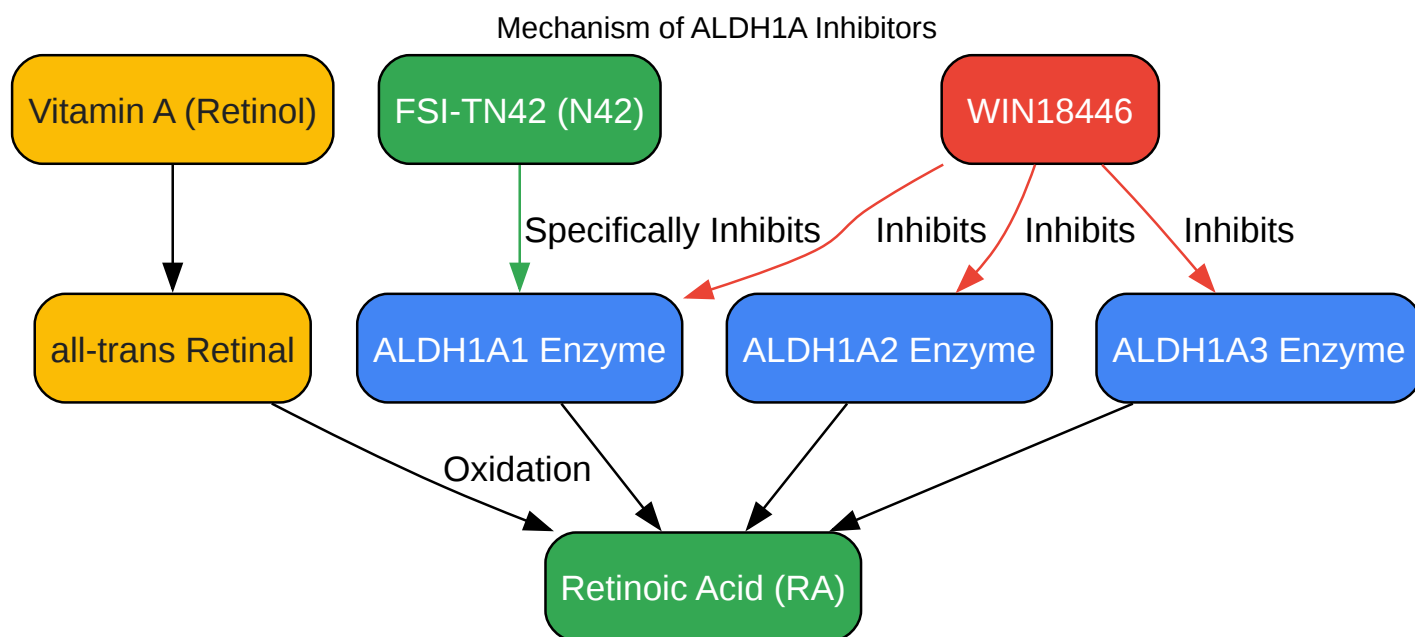 Mechanism of ALDH1A Inhibitors
Vitamin A (Retinol)
FSI-TN42 (N42)
WIN18446
Specifically Inhibits
Inhibits
Inhibits
Inhibits
all-trans Retinal
ALDH1A1 Enzyme
ALDH1A2 Enzyme
ALDH1A3 Enzyme
Oxidation
Retinoic Acid (RA)